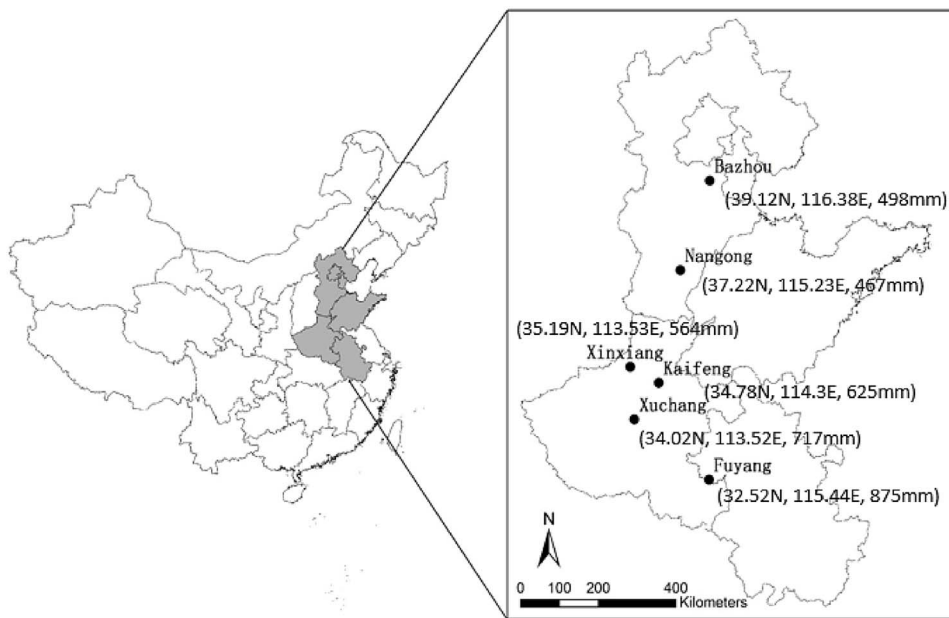 Bazhou
(39.12N, 116.38E, 498mm)
Nangong
(37.22N, 115.23E, 467mm)
(35.19N, 113.53E, 564mm)
Xinxiang
Kaifeng
(34.78N, 114.3E, 625mm)
Xuchang
(34.02N, 113.52E, 717mm)
Fuyang
(32.52N, 115.44E, 875mm)
N
0 100 200 400
Kilometers